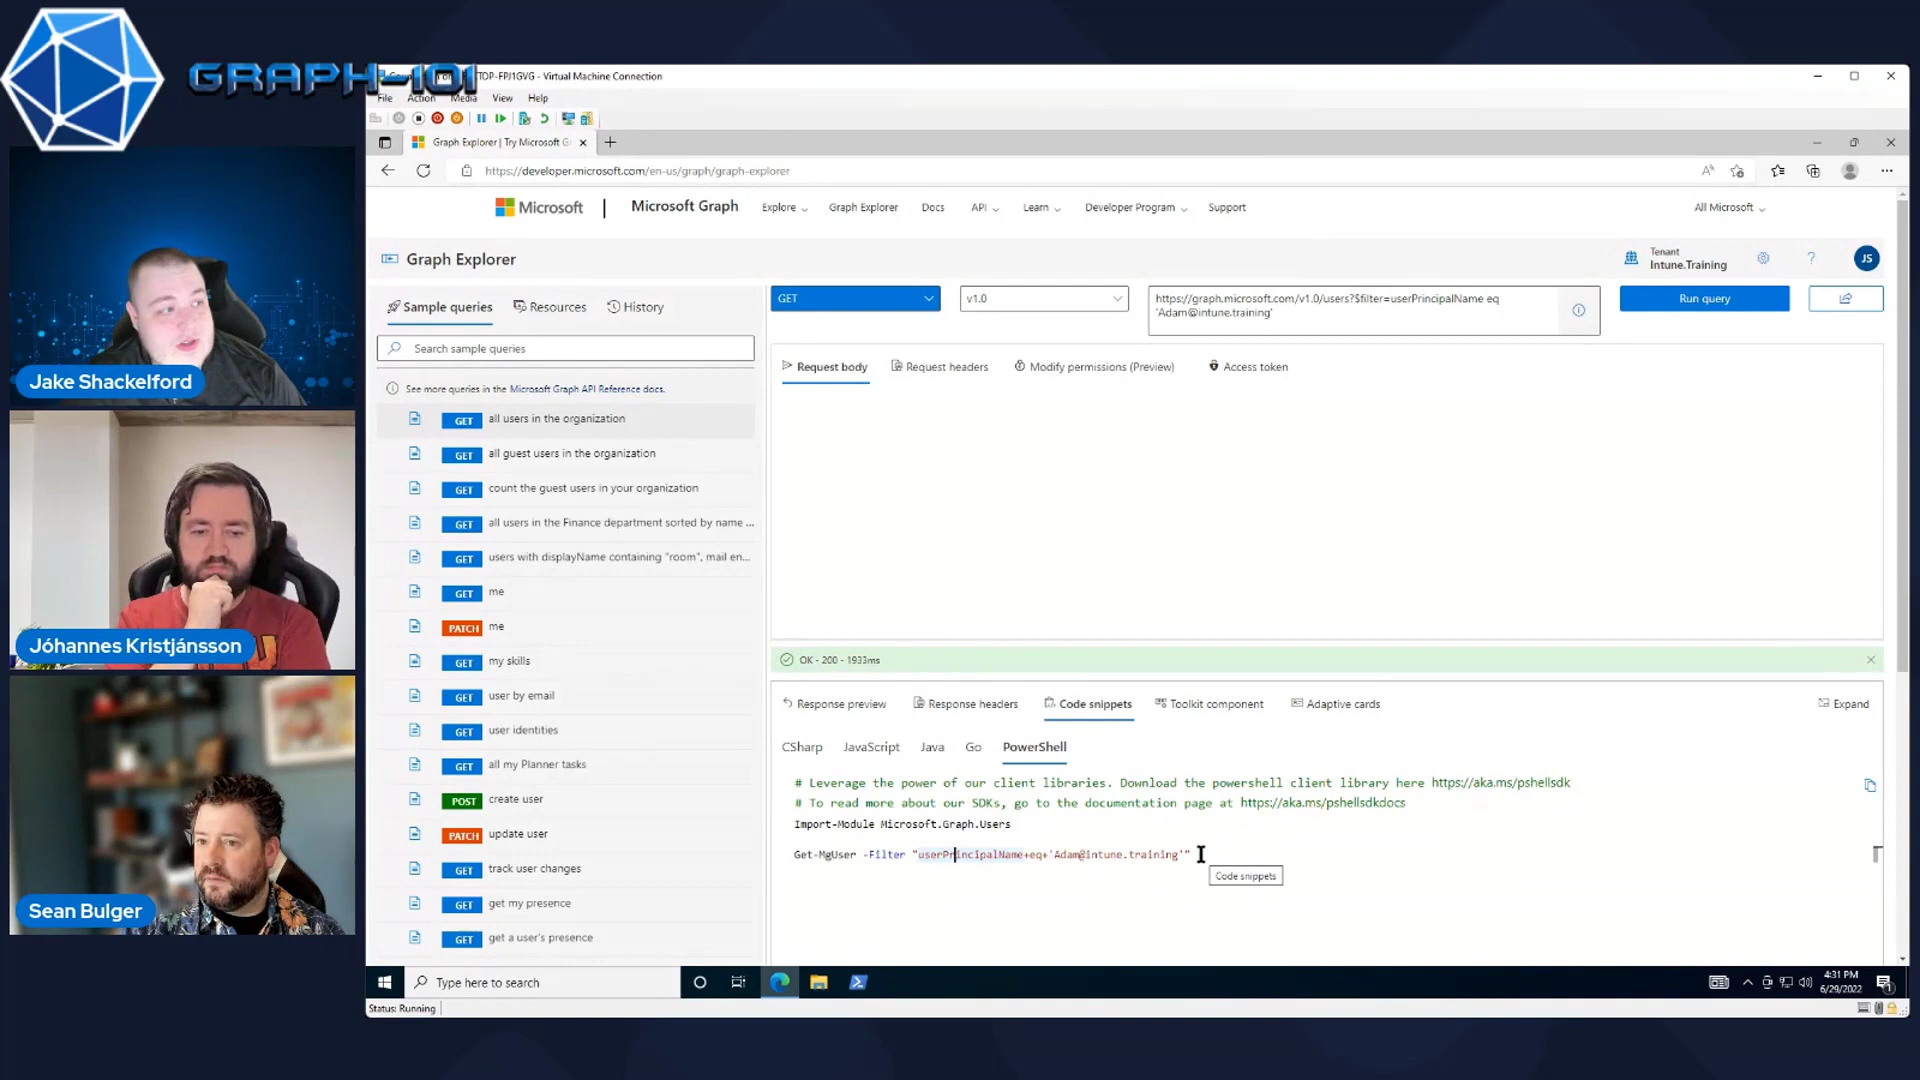 GRAPH-101
TOP-FPJ1GVG - Virtual Machine Connection
File Action Media View Help
Graph Explorer | Try Microsoft G
https://developer.microsoft.com/en-us/graph/graph-explorer
Microsoft | Microsoft Graph Explore Graph Explorer Docs API Learn Developer Program Support All Microsoft
Graph Explorer
Tenant
Intune.Training
JS
Sample queries Resources History
Search sample queries
See more queries in the Microsoft Graph API Reference docs.
GET all users in the organization
GET all guest users in the organization
GET count the guest users in your organization
GET all users in the Finance department sorted by name ...
GET users with displayName containing "room", mail en...
GET me
PATCH me
GET my skills
GET user by email
GET user identities
GET all my Planner tasks
POST create user
PATCH update user
GET track user changes
GET get my presence
GET get a user's presence
GET v1.0
https://graph.microsoft.com/v1.0/users?$filter=userPrincipalName eq
'Adam@intune.training'
Run query
Request body Request headers Modify permissions (Preview) Access token
OK - 200 - 1933ms
Response preview Response headers Code snippets Toolkit component Adaptive cards Expand
CSharp JavaScript Java Go PowerShell
# Leverage the power of our client libraries. Download the powershell client library here https://aka.ms/pshellsdk
# To read more about our SDKs, go to the documentation page at https://aka.ms/pshellsdkdocs
Import-Module Microsoft.Graph.Users
Get-MgUser -Filter "userPrincipalName+eq+'Adam@intune.training'"
Code snippets
Type here to search
4:31 PM
6/29/2022
1
Status: Running
Jake Shackelford
Jóhannes Kristjánsson
Sean Bulger